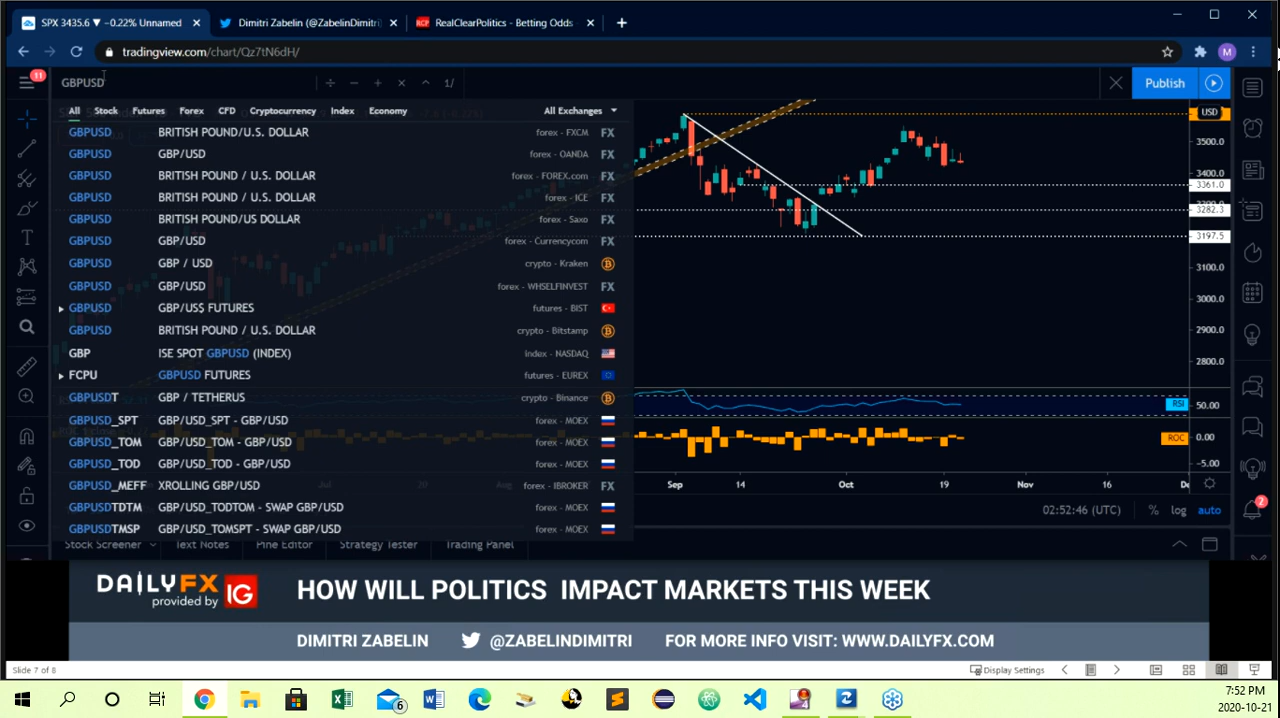 SPX 3435.6 ▼ −0.22% Unnamed
Dimitri Zabelin (@ZabelinDimitri)
RealClearPolitics - Betting Odds
tradingview.com/chart/Qz7tN6dH/
M
11
GBPUSD
1/
Publish
All Stock Futures Forex CFD Cryptocurrency Index Economy All Exchanges
GBPUSD BRITISH POUND/U.S. DOLLAR forex - FXCM FX
GBPUSD GBP/USD forex - OANDA FX
GBPUSD BRITISH POUND / U.S. DOLLAR forex - FOREX.com FX
GBPUSD BRITISH POUND / U.S. DOLLAR forex - ICE FX
GBPUSD BRITISH POUND/US DOLLAR forex - Saxo FX
GBPUSD GBP/USD forex - Currencycom FX
GBPUSD GBP / USD crypto - Kraken
GBPUSD GBP/USD forex - WHSELFINVEST FX
GBPUSD GBP/US$ FUTURES futures - BIST
GBPUSD BRITISH POUND / U.S. DOLLAR crypto - Bitstamp
GBP ISE SPOT GBPUSD (INDEX) index - NASDAQ
FCPU GBPUSD FUTURES futures - EUREX
GBPUSDT GBP / TETHERUS crypto - Binance
GBPUSD_SPT GBP/USD_SPT - GBP/USD forex - MOEX
GBPUSD_TOM GBP/USD_TOM - GBP/USD forex - MOEX
GBPUSD_TOD GBP/USD_TOD - GBP/USD forex - MOEX
GBPUSD_MEFF XROLLING GBP/USD forex - IBROKER FX
GBPUSDTDTM GBP/USD_TODTOM - SWAP GBP/USD forex - MOEX
GBPUSDTMSP GBP/USD_TOMSPT - SWAP GBP/USD forex - MOEX
USD
3500.0
3400.0
3361.0
3300.0
3282.3
3197.5
3100.0
3000.0
2900.0
2800.0
RSI 50.00
ROC 0.00
−5.00
Jul 20 Aug Sep 14 Oct 19 Nov 16 De
02:52:46 (UTC) % log auto
2
Stock Screener Text Notes Pine Editor Strategy Tester Trading Panel
DAILYFX
provided by IG
HOW WILL POLITICS IMPACT MARKETS THIS WEEK
DIMITRI ZABELIN @ZABELINDIMITRI FOR MORE INFO VISIT: WWW.DAILYFX.COM
Slide 7 of 8 Display Settings
6
7:52 PM
2020-10-21